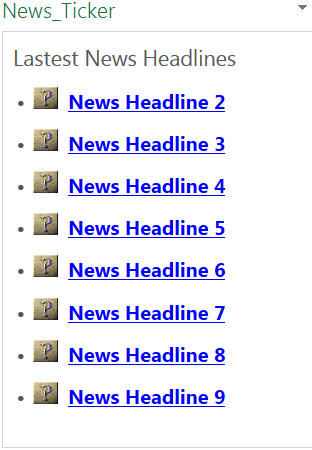 News_Ticker
Lastest News Headlines
News Headline 2
News Headline 3
News Headline 4
News Headline 5
News Headline 6
News Headline 7
News Headline 8
News Headline 9